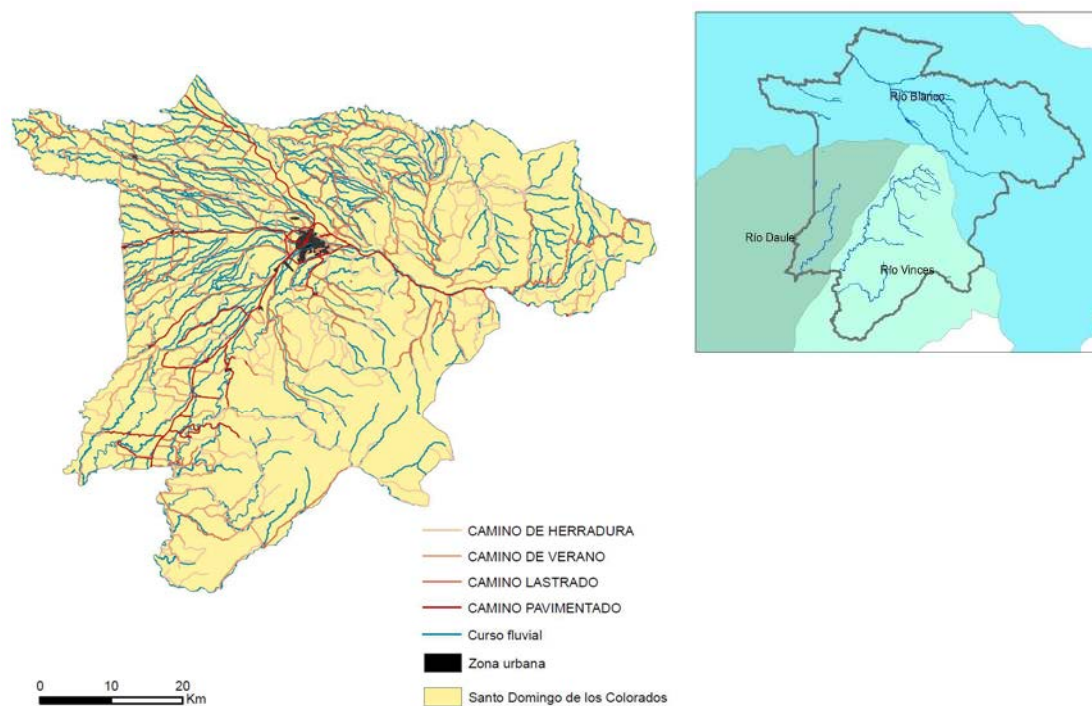 Río Blanco
Río Daule
Río Vinces
CAMINO DE HERRADURA
CAMINO DE VERANO
CAMINO LASTRADO
CAMINO PAVIMENTADO
Curso fluvial
Zona urbana
Santo Domingo de los Colorados
0 10 20
Km